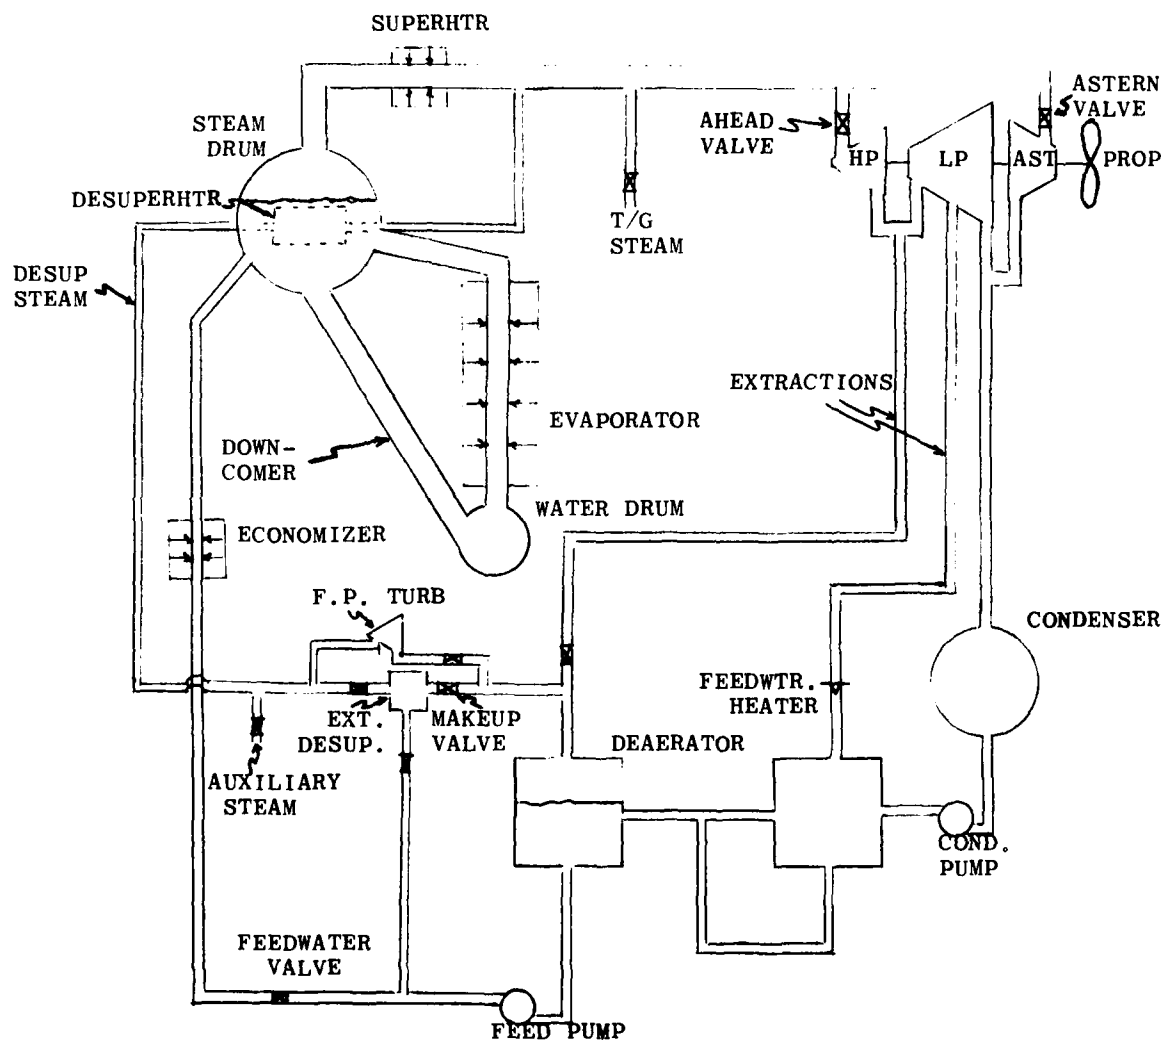 SUPERHTR
STEAM
DRUM
DESUPERHTR
DESUP
STEAM
T/G
STEAM
AHEAD
VALVE
HP
LP
AST
ASTERN
VALVE
PROP
EXTRACTIONS
EVAPORATOR
DOWN-
COMER
WATER DRUM
ECONOMIZER
F.P. TURB
CONDENSER
FEEDWTR.
HEATER
EXT.
DESUP.
MAKEUP
VALVE
DEAERATOR
AUXILIARY
STEAM
COND.
PUMP
FEEDWATER
VALVE
FEED PUMP